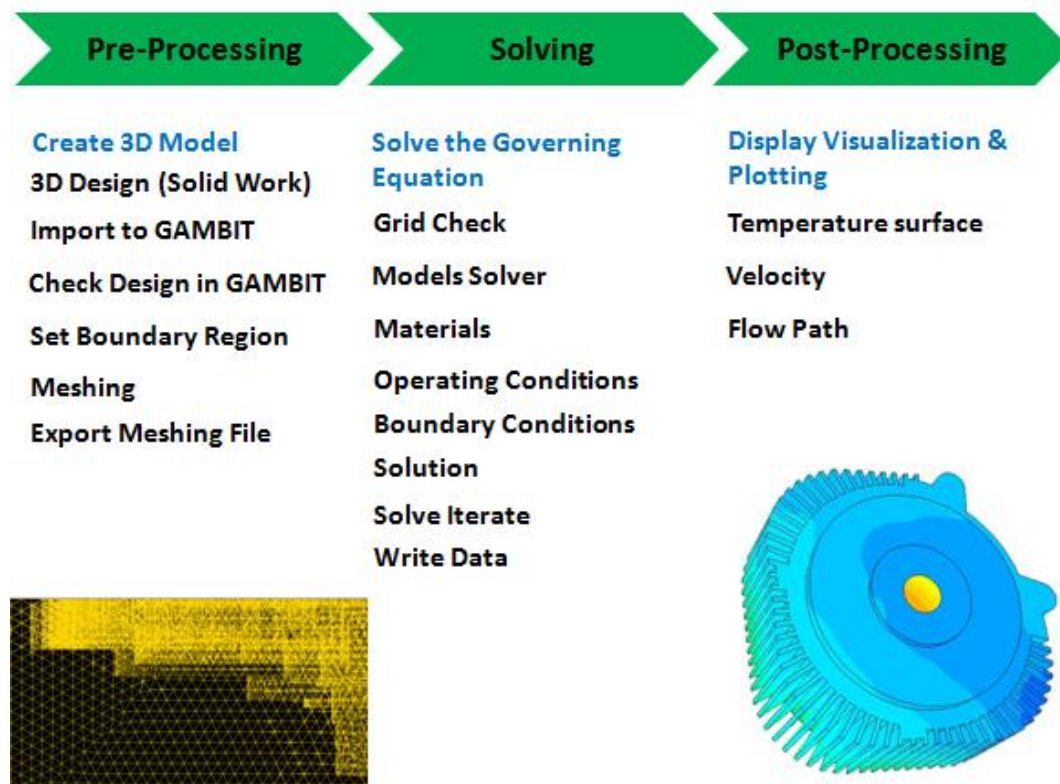 Pre-Processing
Solving
Post-Processing
Create 3D Model
3D Design (Solid Work)
Import to GAMBIT
Check Design in GAMBIT
Set Boundary Region
Meshing
Export Meshing File
Solve the Governing
Equation
Grid Check
Models Solver
Materials
Operating Conditions
Boundary Conditions
Solution
Solve Iterate
Write Data
Display Visualization &
Plotting
Temperature surface
Velocity
Flow Path